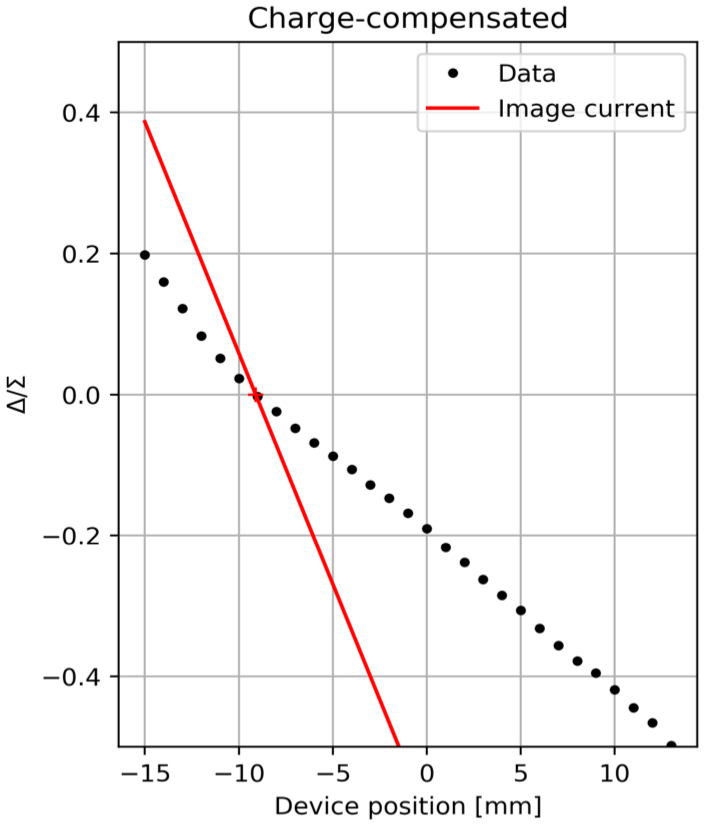 Charge-compensated
Data
Image current
0.4
0.2
0.0
−0.2
−0.4
Δ/Σ
−15 −10 −5 0 5 10
Device position [mm]